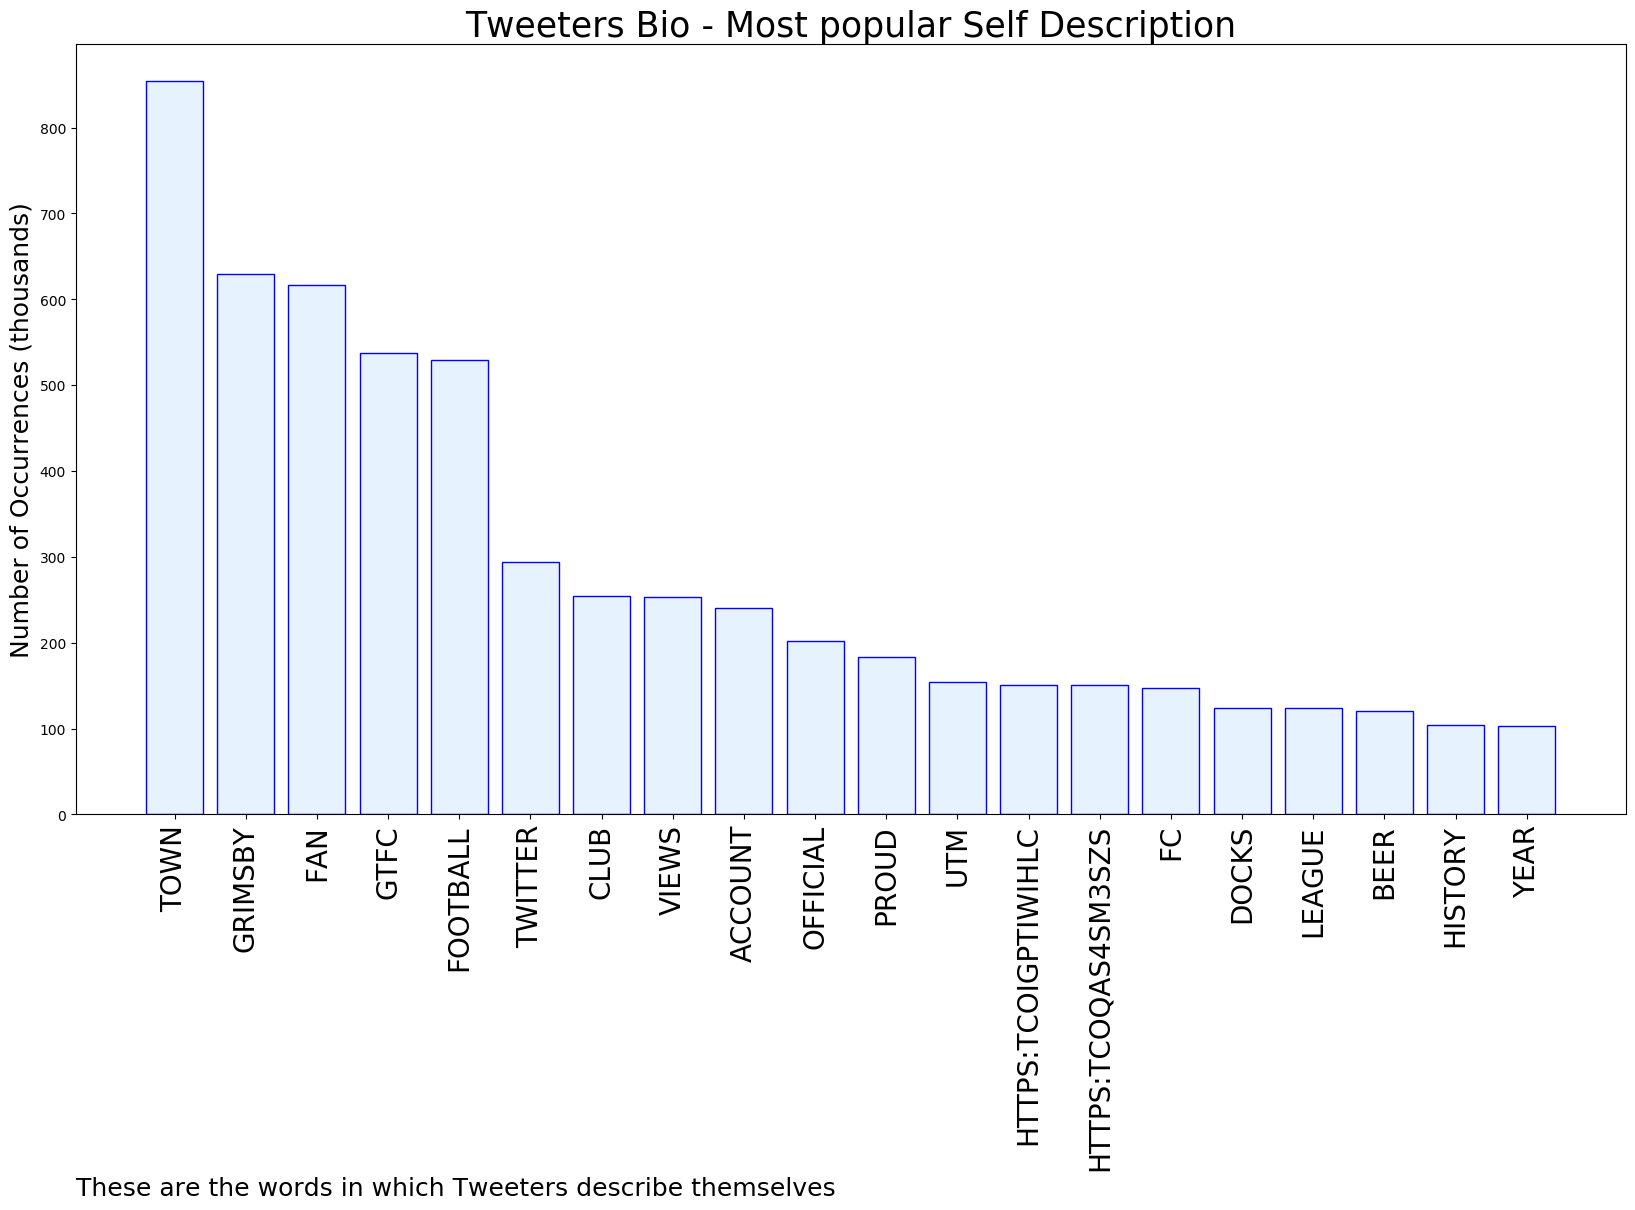 Tweeters Bio - Most popular Self Description
Number of Occurrences (thousands)
800
700
600
500
400
300
200
100
0
TOWN
GRIMSBY
FAN
GTFC
FOOTBALL
TWITTER
CLUB
VIEWS
ACCOUNT
OFFICIAL
PROUD
UTM
HTTPS:TCOIGPTIWIHLC
HTTPS:TCOQAS4SM3SZS
FC
DOCKS
LEAGUE
BEER
HISTORY
YEAR
These are the words in which Tweeters describe themselves